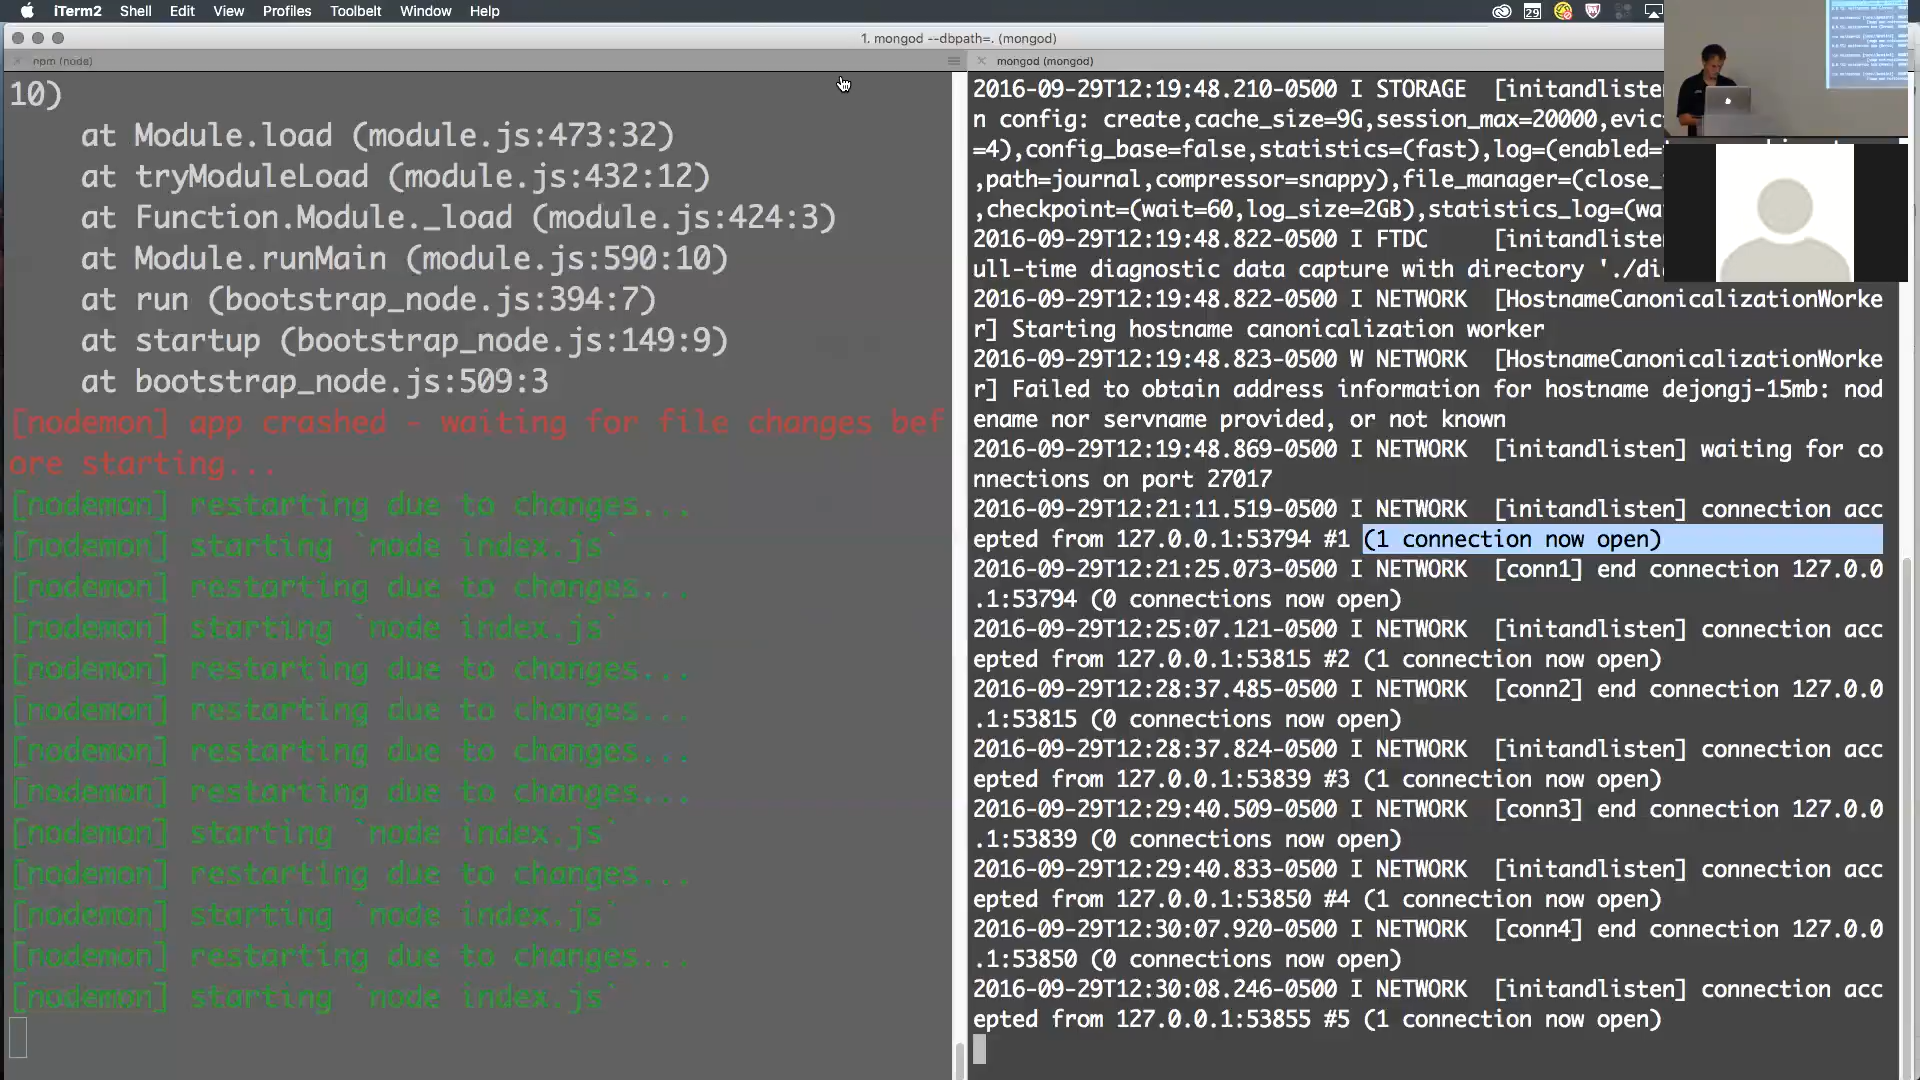 iTerm2 Shell Edit View Profiles Toolbelt Window Help
29
1. mongod --dbpath=. (mongod)
npm (node)
10)
    at Module.load (module.js:473:32)
    at tryModuleLoad (module.js:432:12)
    at Function.Module._load (module.js:424:3)
    at Module.runMain (module.js:590:10)
    at run (bootstrap_node.js:394:7)
    at startup (bootstrap_node.js:149:9)
    at bootstrap_node.js:509:3
[nodemon] app crashed - waiting for file changes bef
ore starting...
[nodemon] restarting due to changes...
[nodemon] starting `node index.js`
[nodemon] restarting due to changes...
[nodemon] starting `node index.js`
[nodemon] restarting due to changes...
[nodemon] restarting due to changes...
[nodemon] restarting due to changes...
[nodemon] restarting due to changes...
[nodemon] starting `node index.js`
[nodemon] restarting due to changes...
[nodemon] starting `node index.js`
[nodemon] restarting due to changes...
[nodemon] starting `node index.js`
mongod (mongod)
2016-09-29T12:19:48.210-0500 I STORAGE  [initandlisten
n config: create,cache_size=9G,session_max=20000,evict
=4),config_base=false,statistics=(fast),log=(enabled=
,path=journal,compressor=snappy),file_manager=(close_
,checkpoint=(wait=60,log_size=2GB),statistics_log=(wa
2016-09-29T12:19:48.822-0500 I FTDC     [initandlisten
ull-time diagnostic data capture with directory './di
2016-09-29T12:19:48.822-0500 I NETWORK  [HostnameCanonicalizationWorke
r] Starting hostname canonicalization worker
2016-09-29T12:19:48.823-0500 W NETWORK  [HostnameCanonicalizationWorke
r] Failed to obtain address information for hostname dejongj-15mb: nod
ename nor servname provided, or not known
2016-09-29T12:19:48.869-0500 I NETWORK  [initandlisten] waiting for co
nnections on port 27017
2016-09-29T12:21:11.519-0500 I NETWORK  [initandlisten] connection acc
epted from 127.0.0.1:53794 #1 (1 connection now open)
2016-09-29T12:21:25.073-0500 I NETWORK  [conn1] end connection 127.0.0
.1:53794 (0 connections now open)
2016-09-29T12:25:07.121-0500 I NETWORK  [initandlisten] connection acc
epted from 127.0.0.1:53815 #2 (1 connection now open)
2016-09-29T12:28:37.485-0500 I NETWORK  [conn2] end connection 127.0.0
.1:53815 (0 connections now open)
2016-09-29T12:28:37.824-0500 I NETWORK  [initandlisten] connection acc
epted from 127.0.0.1:53839 #3 (1 connection now open)
2016-09-29T12:29:40.509-0500 I NETWORK  [conn3] end connection 127.0.0
.1:53839 (0 connections now open)
2016-09-29T12:29:40.833-0500 I NETWORK  [initandlisten] connection acc
epted from 127.0.0.1:53850 #4 (1 connection now open)
2016-09-29T12:30:07.920-0500 I NETWORK  [conn4] end connection 127.0.0
.1:53850 (0 connections now open)
2016-09-29T12:30:08.246-0500 I NETWORK  [initandlisten] connection acc
epted from 127.0.0.1:53855 #5 (1 connection now open)